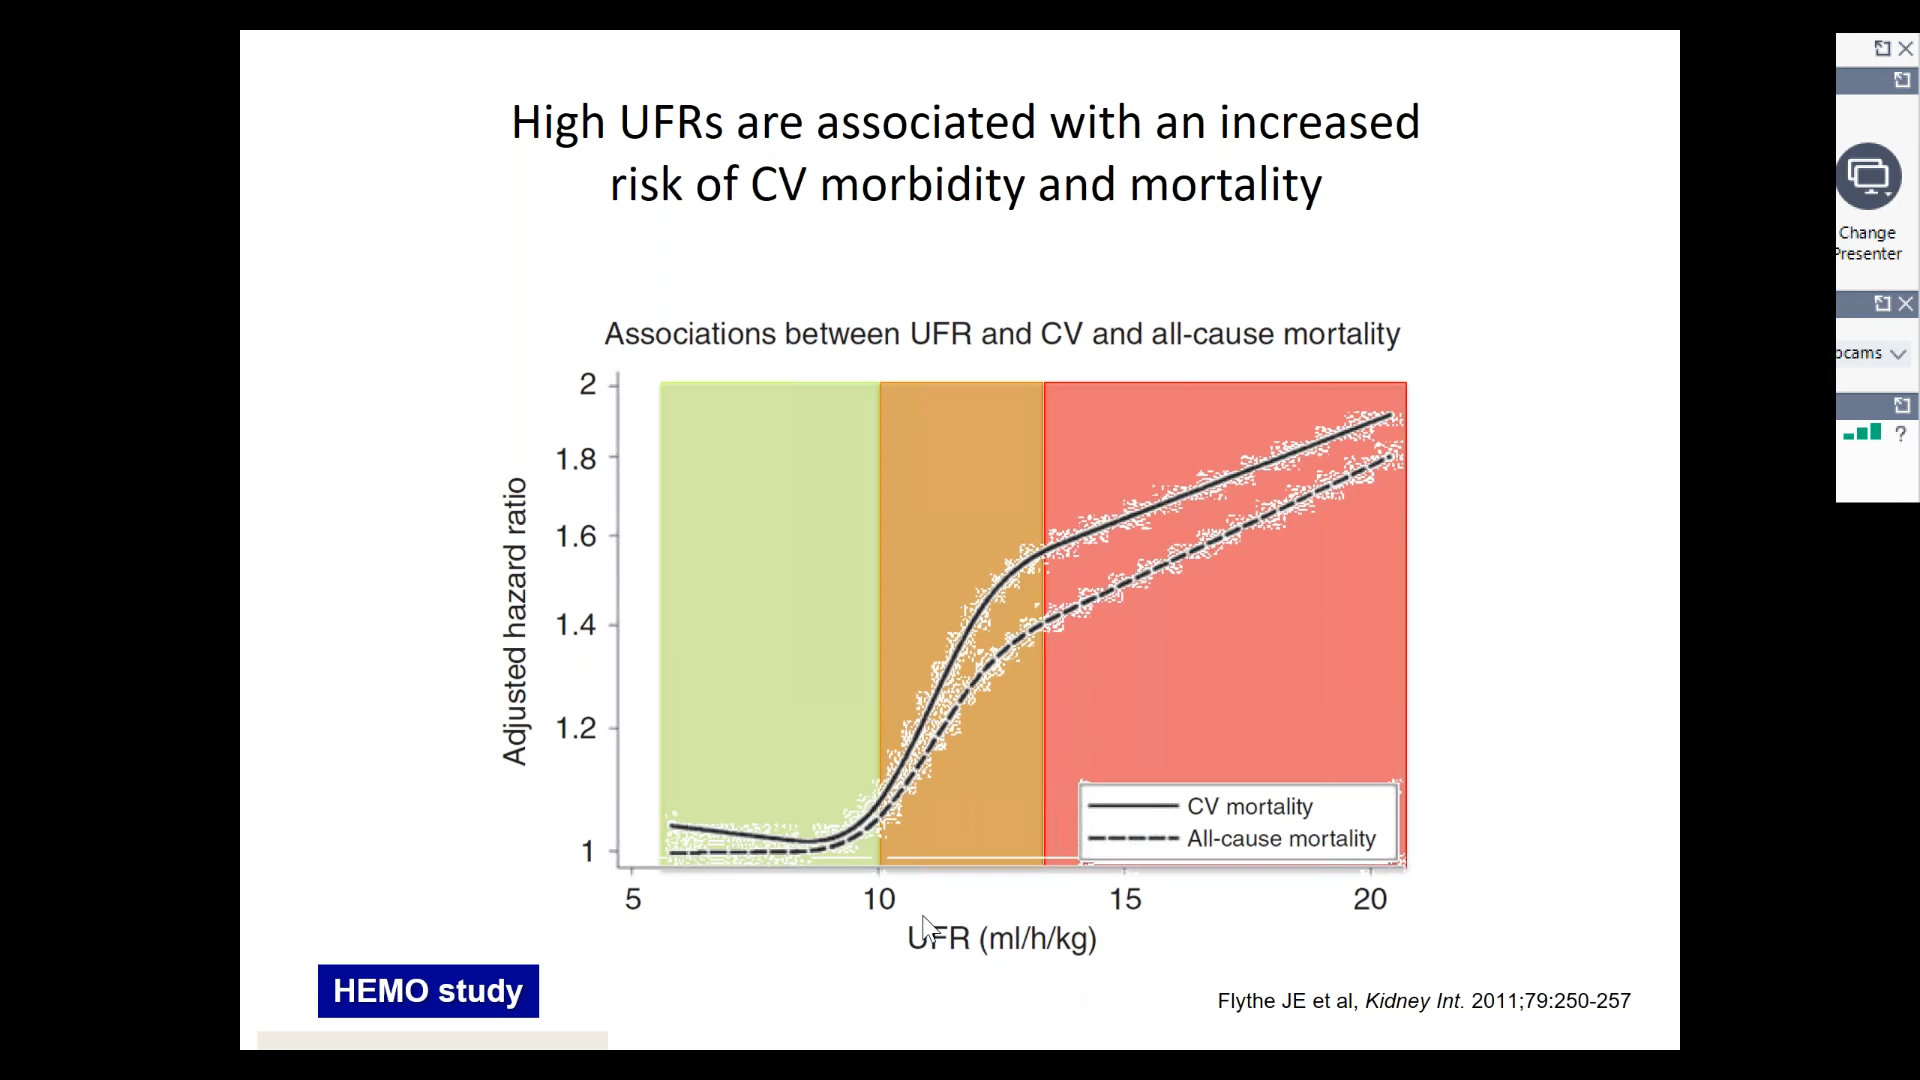 High UFRs are associated with an increased
risk of CV morbidity and mortality
Associations between UFR and CV and all-cause mortality
Adjusted hazard ratio
2
1.8
1.6
1.4
1.2
1
5
10
15
20
UFR (ml/h/kg)
CV mortality
All-cause mortality
HEMO study
Flythe JE et al, Kidney Int. 2011;79:250-257
Change
Presenter
?